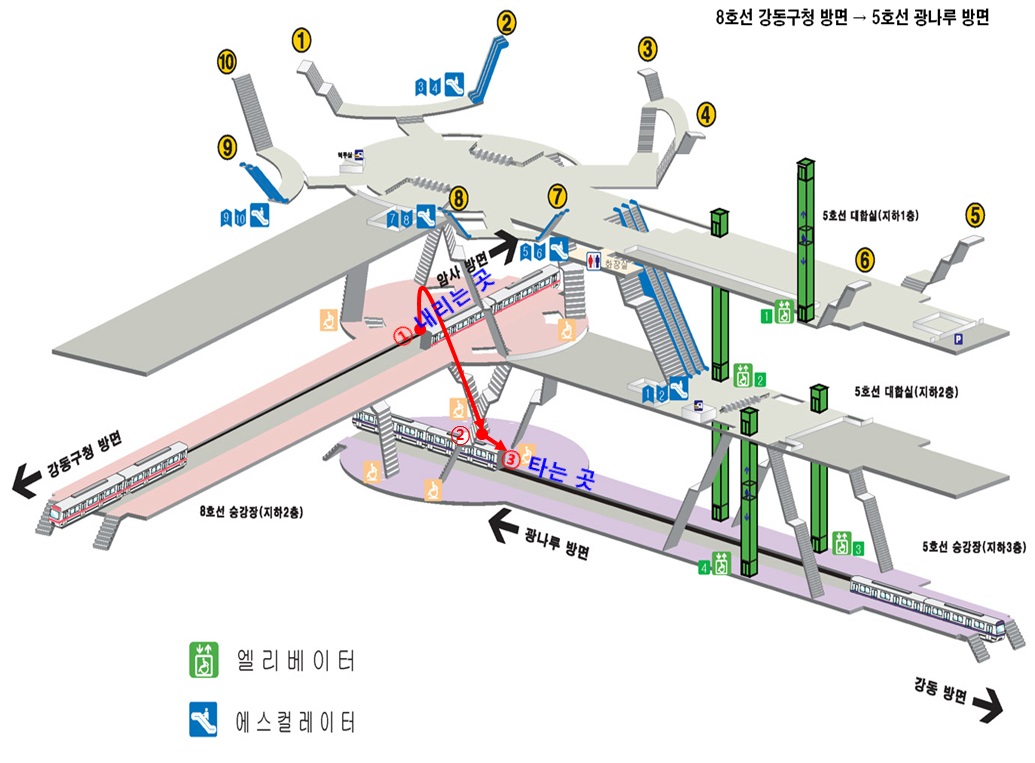 8호선 강동구청 방면 → 5호선 광나루 방면
2
1
3
10
3 4
4
9
8
7
5
9 10
7 8
5호선 대합실(지하1층)
암사 방면
5 6
화장실
6
내리는 곳
①
1
P
2
1 2
5호선 대합실(지하2층)
②
③ 타는 곳
강동구청 방면
8호선 승강장(지하2층)
광나루 방면
3
5호선 승강장(지하3층)
4
엘리베이터
강동 방면
에스컬레이터